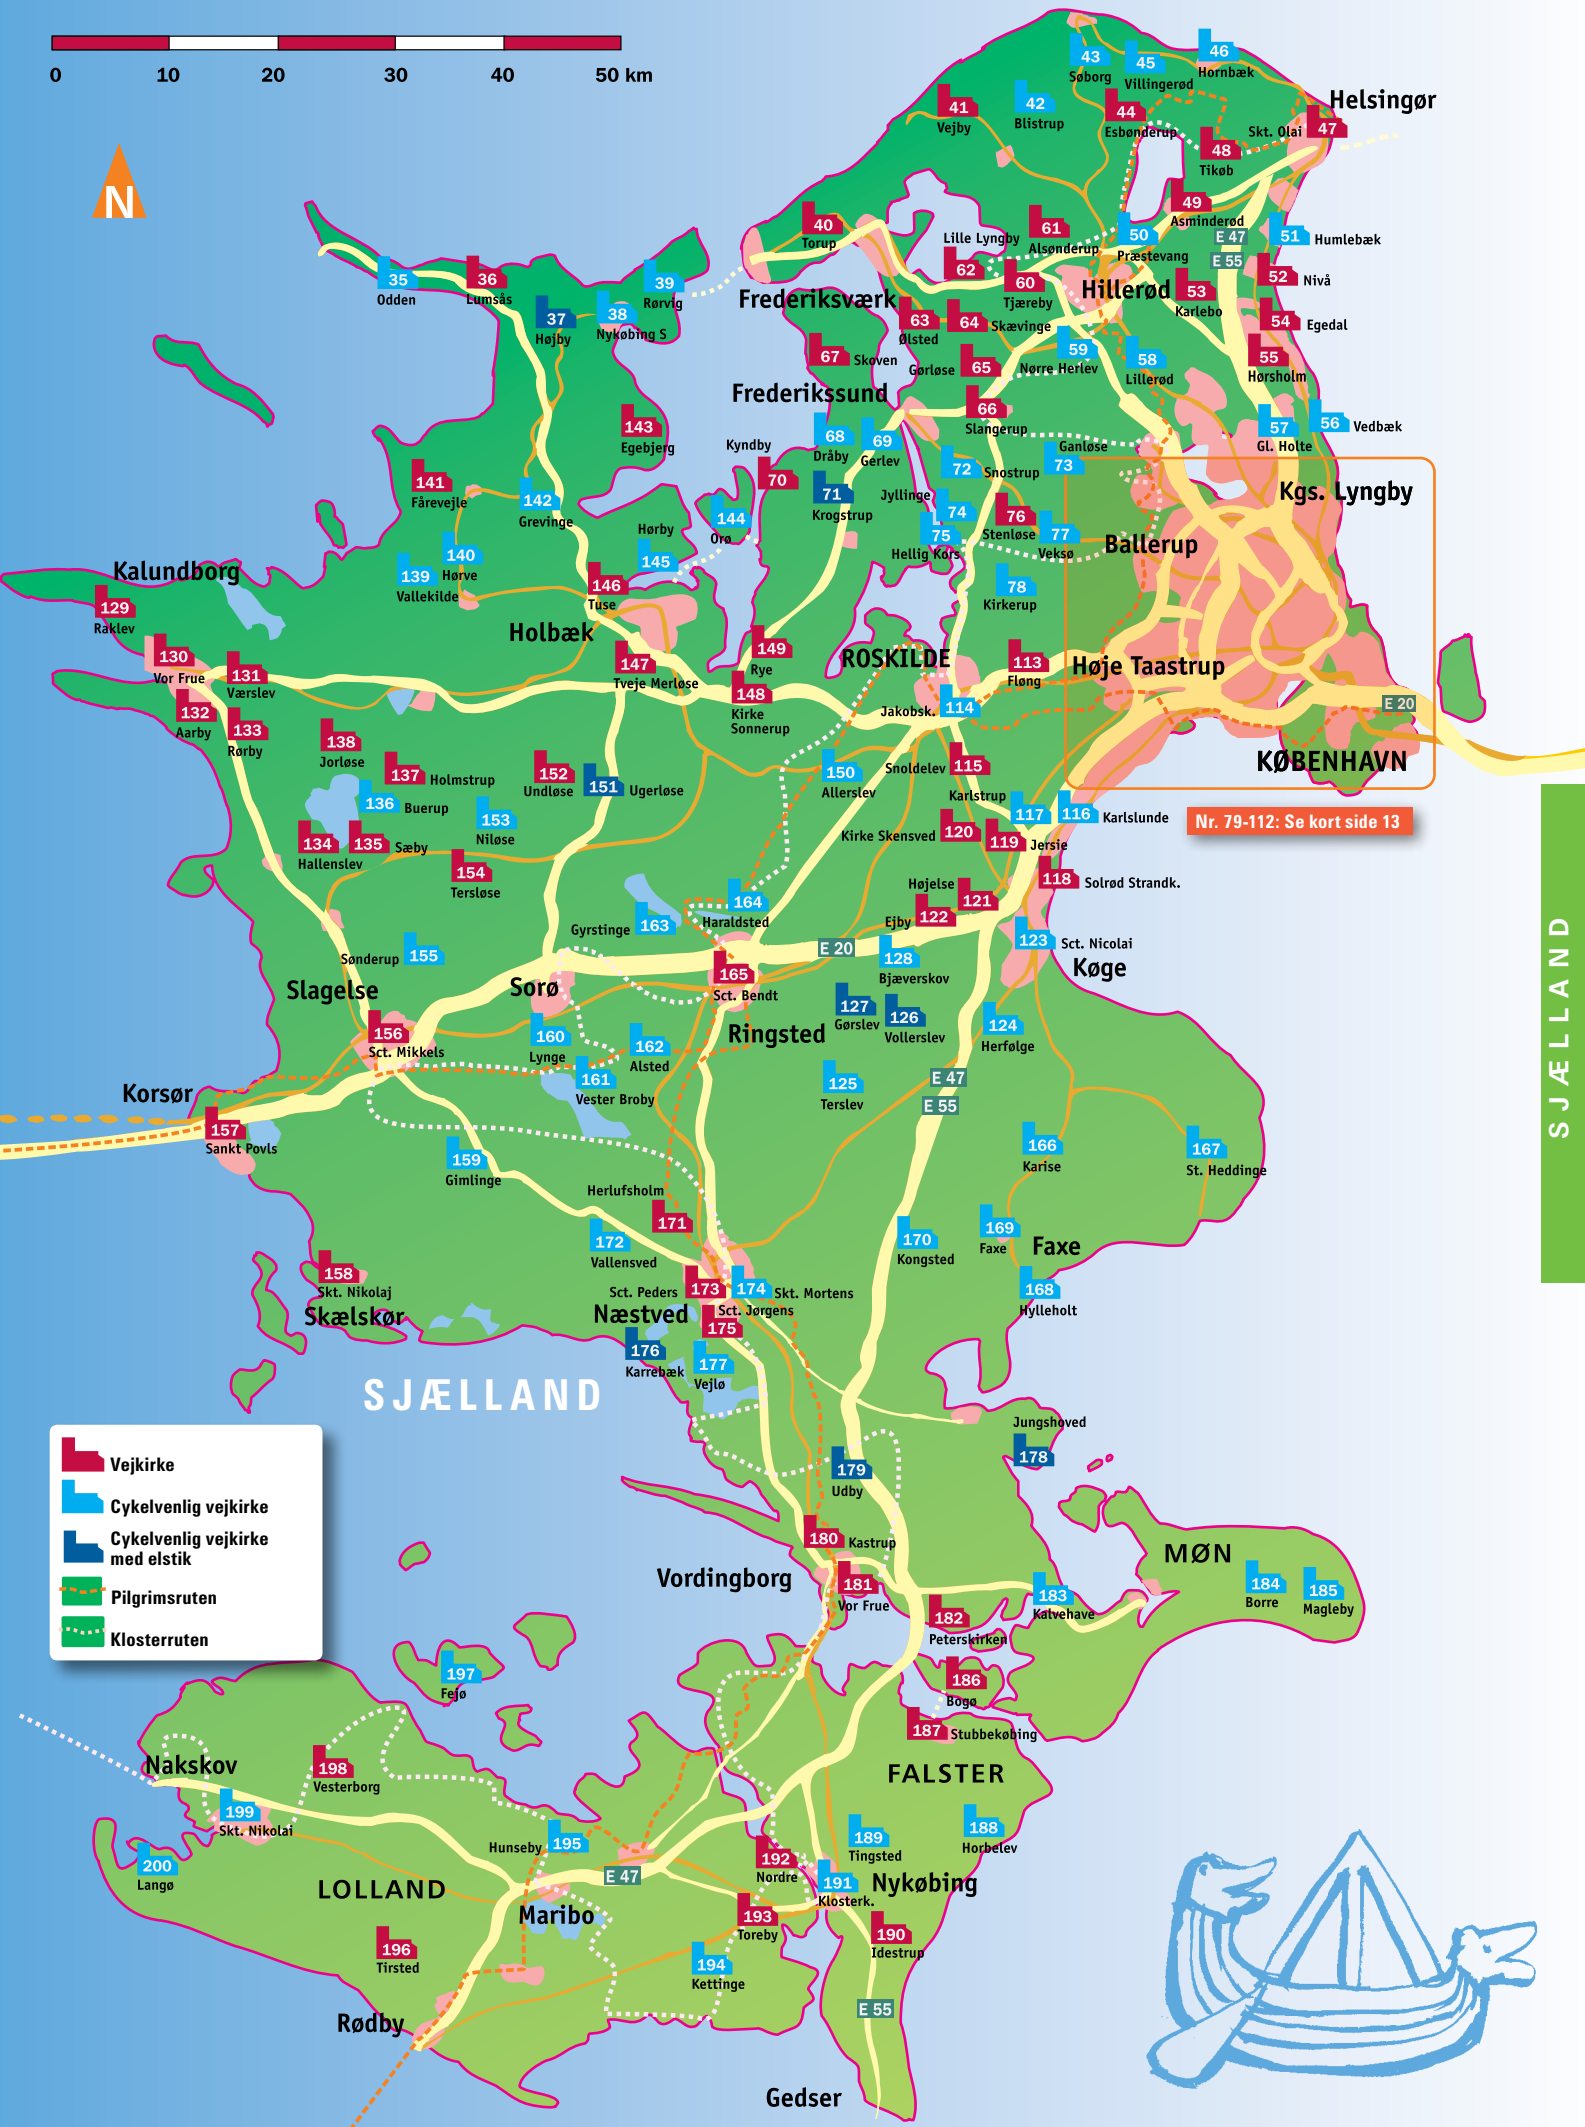 0 10 20 30 40 50 km
N
43
Søborg
45
Villingerød
46
Hornbæk
41
Vejby
42
Blistrup
44
Esbønderup
Helsingør
Skt. Olai
47
48
Tikøb
49
Asminderød
40
Torup
Lille Lyngby
62
61
Alsønderup
50
Præstevang
E 47
E 55
51
Humlebæk
35
Odden
36
Lumsås
37
Højby
38
Nykøbing S
39
Rørvig
60
Tjæreby
Hillerød
53
Karlebo
52
Nivå
Frederiksværk
63
Ølsted
64
Skævinge
54
Egedal
67
Skoven
Gørløse
65
59
Nørre Herlev
58
Lillerød
55
Hørsholm
Frederikssund
66
Slangerup
143
Egebjerg
Kyndby
70
68
Dråby
69
Gerlev
57
Gl. Holte
56
Vedbæk
72
Snostrup
Ganløse
73
141
Fårevejle
142
Grevinge
71
Krogstrup
Jyllinge
74
Kgs. Lyngby
144
Orø
Hørby
145
75
Hellig Kors
76
Stenløse
77
Veksø
Ballerup
140
Hørve
139
Vallekilde
Kalundborg
129
Raklev
146
Tuse
78
Kirkerup
Holbæk
130
Vor Frue
131
Værslev
147
Tveje Merløse
149
Rye
ROSKILDE
113
Fløng
Høje Taastrup
148
Kirke
Sonnerup
Jakobsk.
114
E 20
132
Aarby
133
Rørby
138
Jorløse
137
Holmstrup
152
Undløse
151
Ugerløse
150
Allerslev
Snoldelev
115
KØBENHAVN
136
Buerup
153
Niløse
Karlstrup
117
116
Karlslunde
Nr. 79-112: Se kort side 13
134
Hallenslev
135
Sæby
Kirke Skensved
120
119
Jersie
154
Tersløse
118
Solrød Strandk.
Højelse
121
164
Haraldsted
Gyrstinge
163
Ejby
122
SJÆLLAND
Sønderup
155
E 20
128
Bjæverskov
123
Sct. Nicolai
Køge
Slagelse
Sorø
165
Sct. Bendt
127
Gørslev
126
Vollerslev
124
Herfølge
156
Sct. Mikkels
160
Lynge
162
Alsted
Ringsted
161
Vester Broby
125
Terslev
E 47
E 55
Korsør
157
Sankt Povls
159
Gimlinge
166
Karise
167
St. Heddinge
Herlufsholm
171
172
Vallensved
170
Kongsted
169
Faxe
Faxe
158
Skt. Nikolaj
Skælskør
Sct. Peders
173
174
Skt. Mortens
168
Hylleholt
Næstved
Sct. Jørgens
175
176
Karrebæk
177
Vejlø
SJÆLLAND
Jungshoved
178
Vejkirke
Cykelvenlig vejkirke
Cykelvenlig vejkirke
med elstik
Pilgrimsruten
Klosterruten
179
Udby
180
Kastrup
Vordingborg
181
Vor Frue
MØN
183
Kalvehave
184
Borre
185
Magleby
182
Peterskirken
197
Fejø
186
Bogø
187
Stubbekøbing
Nakskov
198
Vesterborg
FALSTER
199
Skt. Nikolai
Hunseby
195
189
Tingsted
188
Horbelev
200
Langø
LOLLAND
E 47
192
Nordre
191
Klosterk.
Nykøbing
Maribo
193
Toreby
190
Idestrup
196
Tirsted
194
Kettinge
Rødby
E 55
Gedser